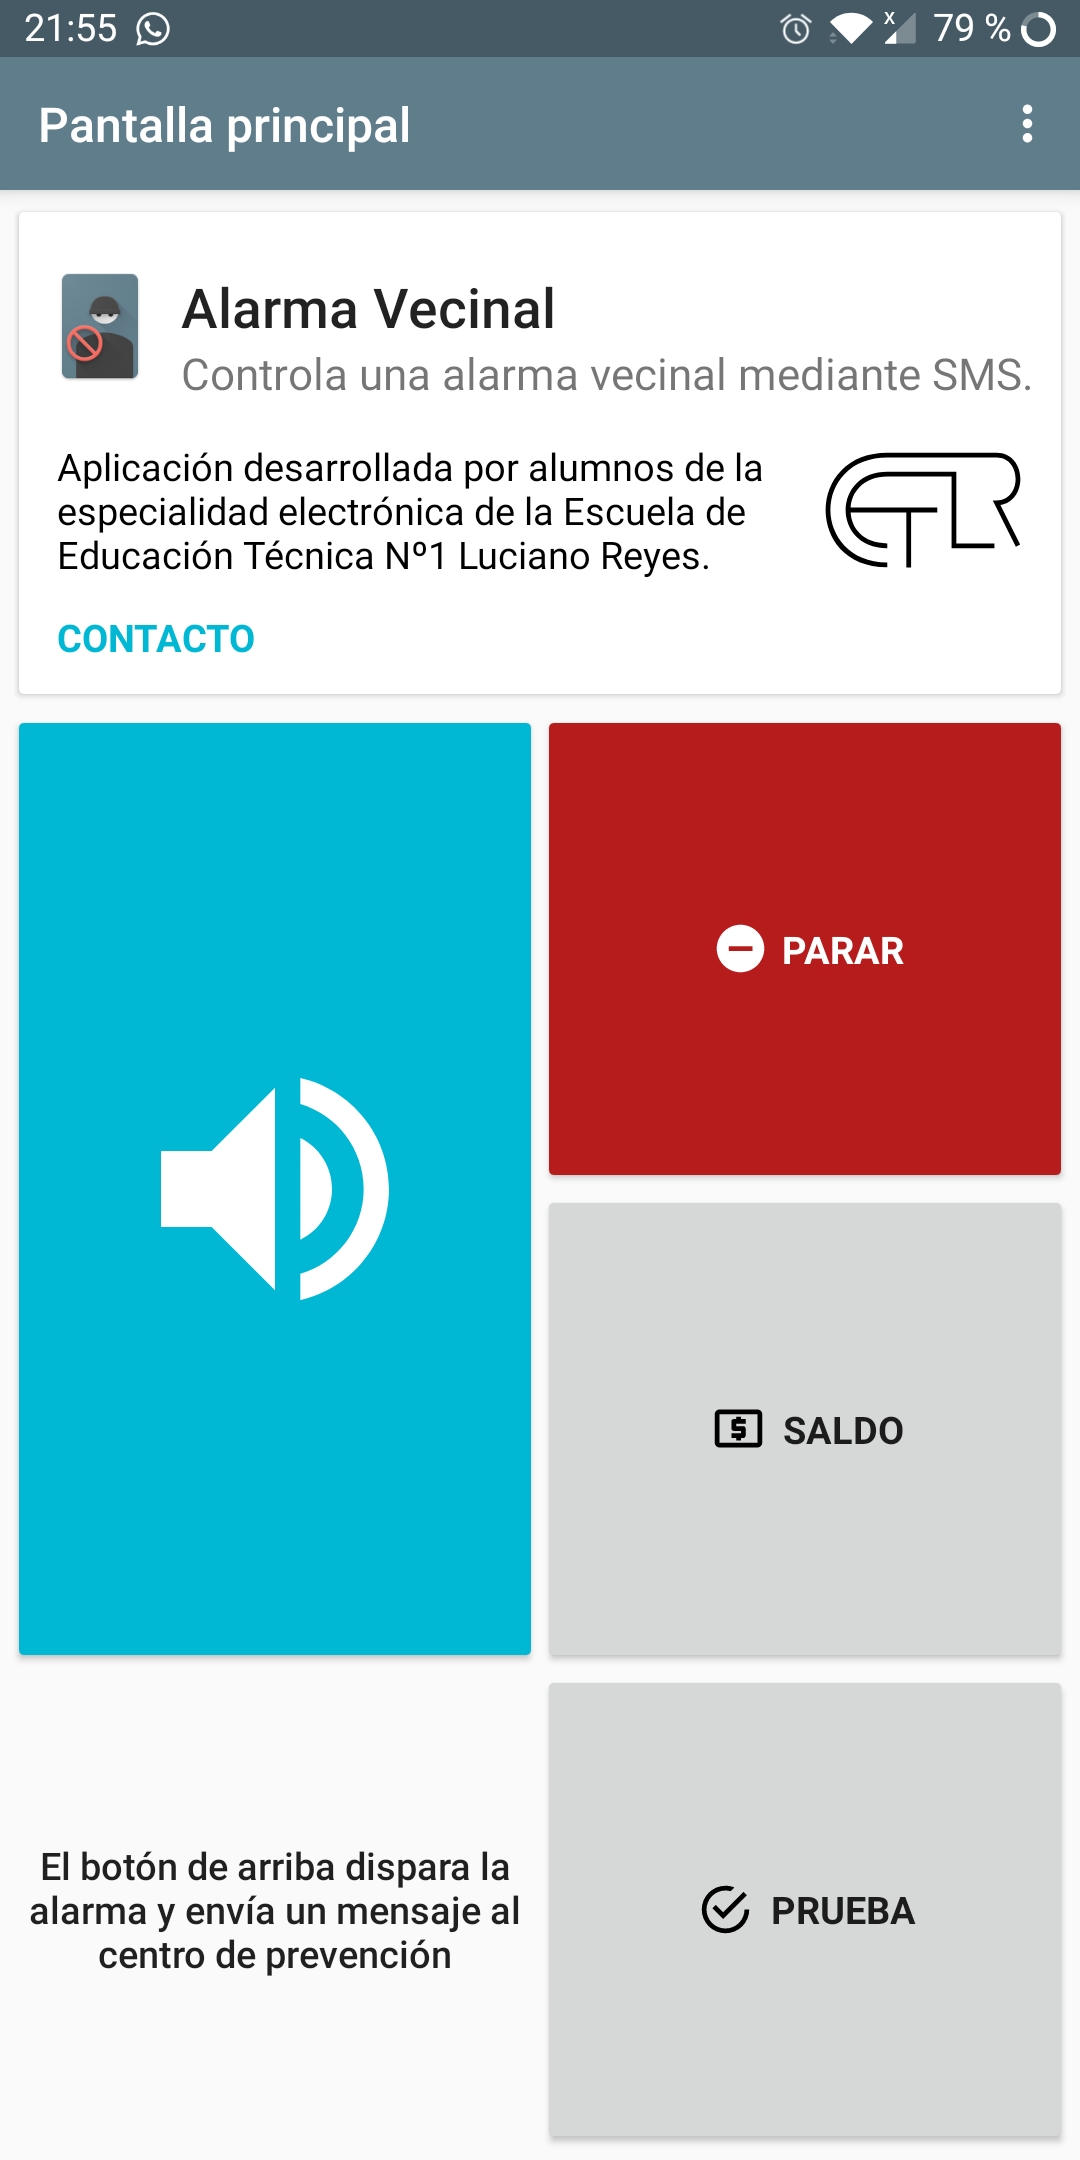 21:55
79 %
Pantalla principal
Alarma Vecinal
Controla una alarma vecinal mediante SMS.
Aplicación desarrollada por alumnos de la
especialidad electrónica de la Escuela de
Educación Técnica Nº1 Luciano Reyes.
CONTACTO
PARAR
SALDO
El botón de arriba dispara la
alarma y envía un mensaje al
centro de prevención
PRUEBA